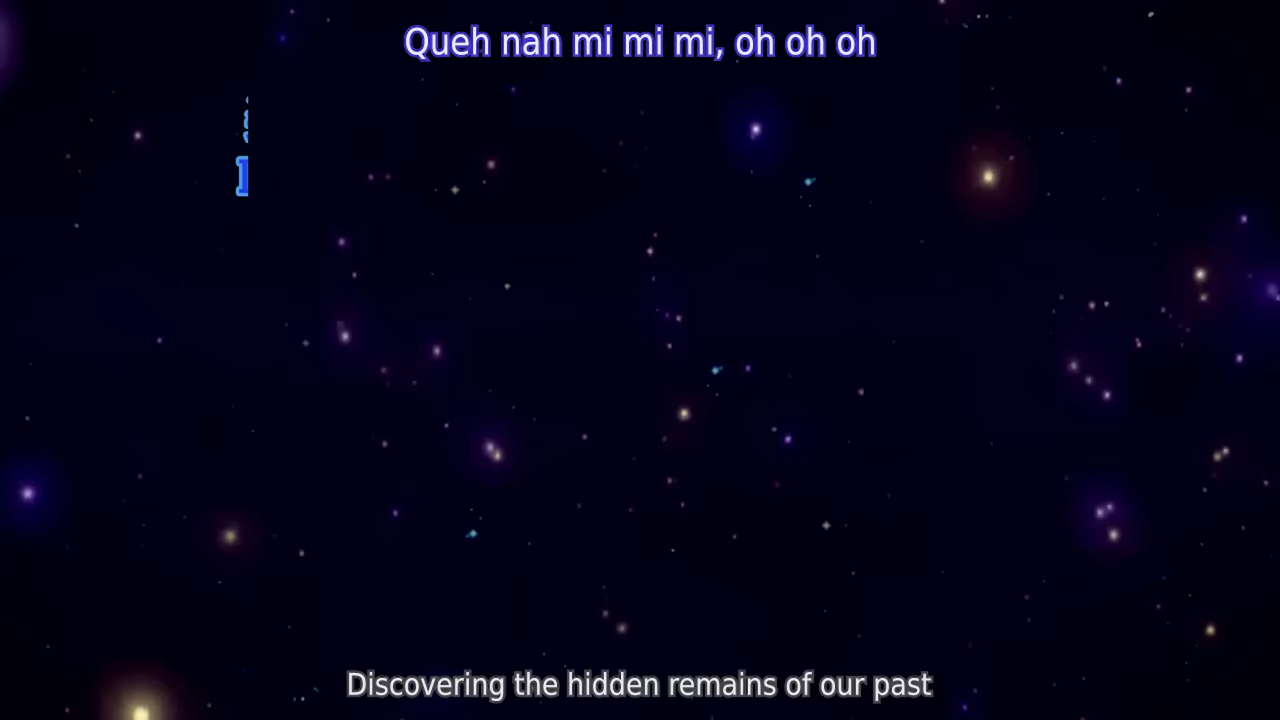 Queh nah mi mi mi, oh oh oh
Discovering the hidden remains of our past